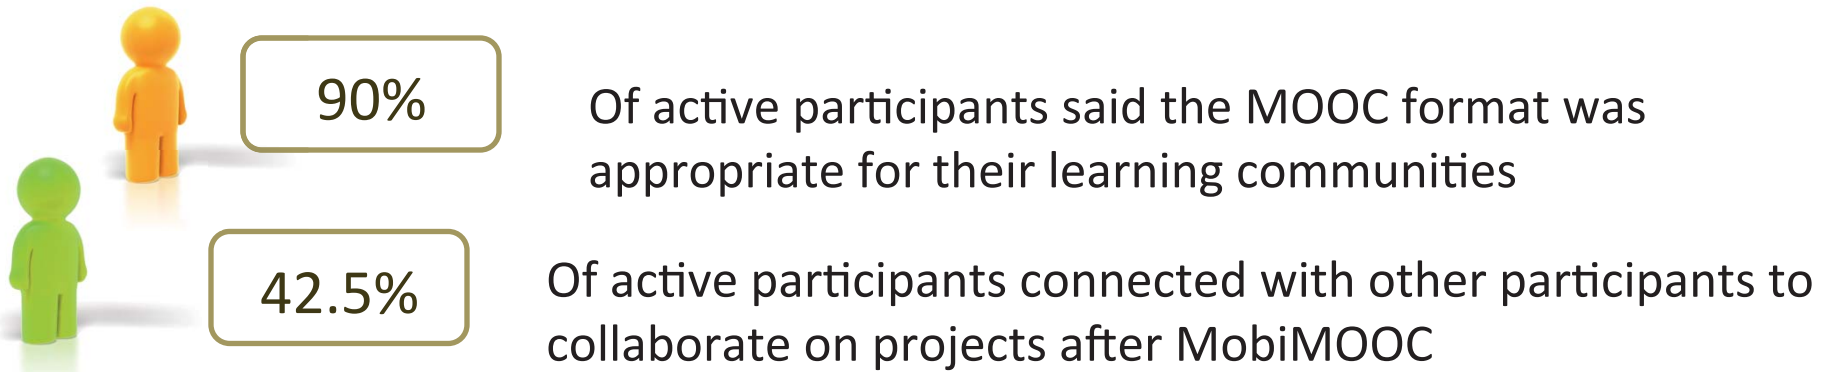 90%
Of active participants said the MOOC format was
appropriate for their learning communities
42.5%
Of active participants connected with other participants to
collaborate on projects after MobiMOOC